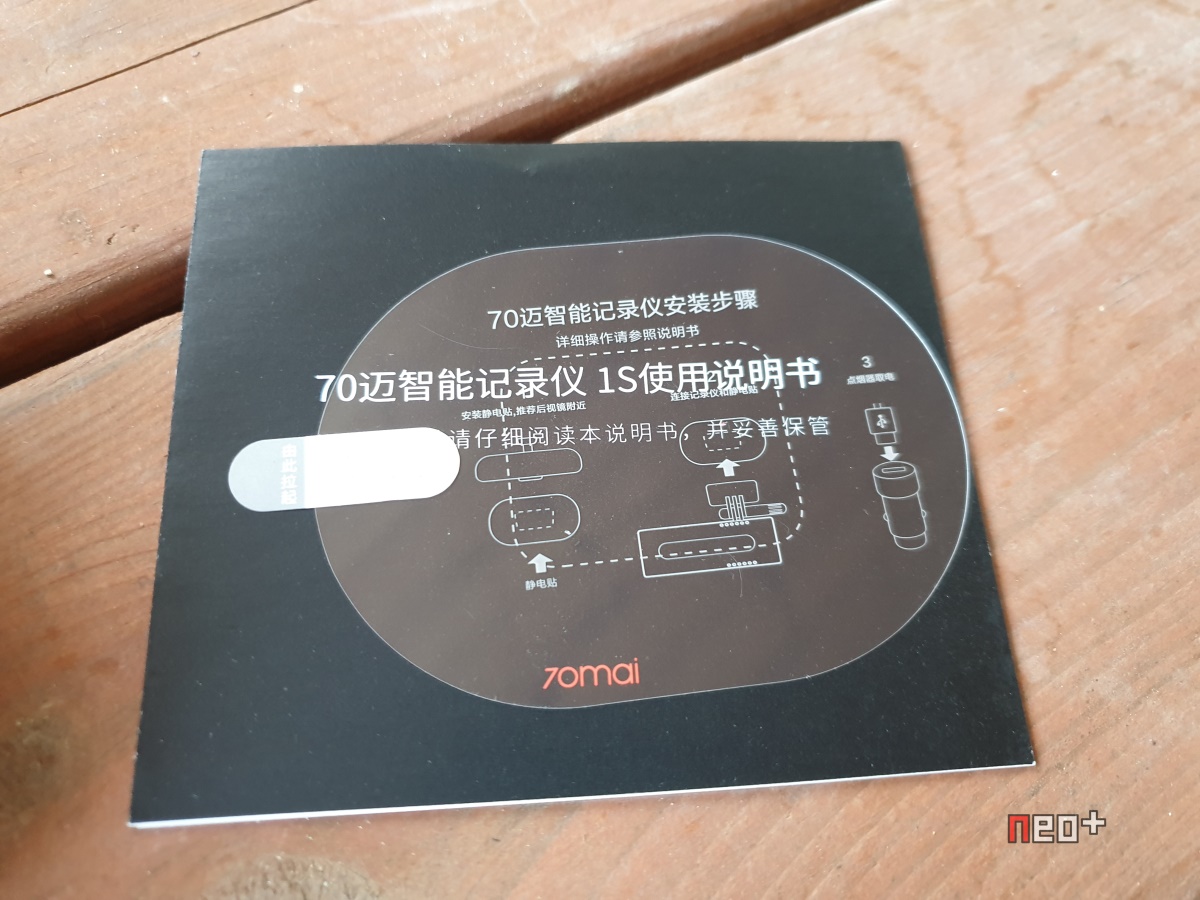 70迈智能记录仪安装步骤
详细操作请参照说明书
70迈智能记录仪 1S使用说明书
安装静电贴,推荐后视镜附近
连接记录仪和静电贴
3
点烟器取电
请仔细阅读本说明书，并妥善保管
由此拉起
静电贴
70mai
neo+